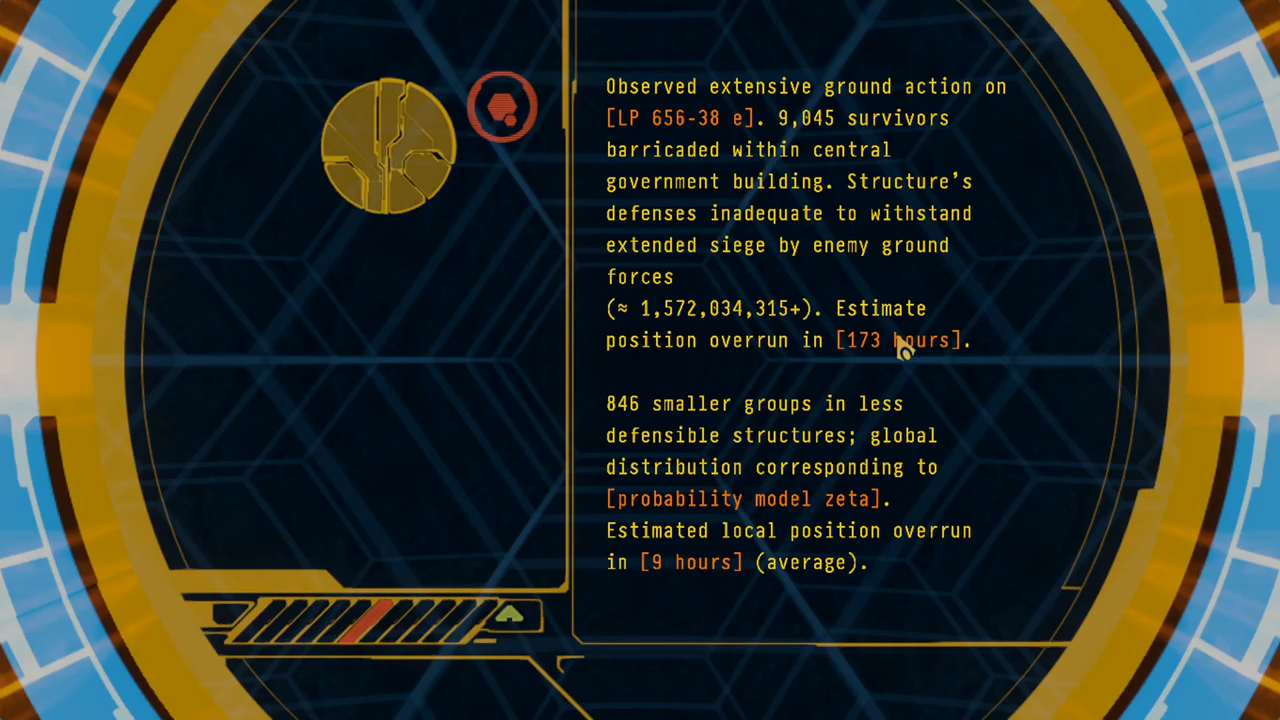 Observed extensive ground action on
[LP 656-38 e]. 9,045 survivors
barricaded within central
government building. Structure’s
defenses inadequate to withstand
extended siege by enemy ground
forces
(≈ 1,572,034,315+). Estimate
position overrun in [173 hours].
846 smaller groups in less
defensible structures; global
distribution corresponding to
[probability model zeta].
Estimated local position overrun
in [9 hours] (average).